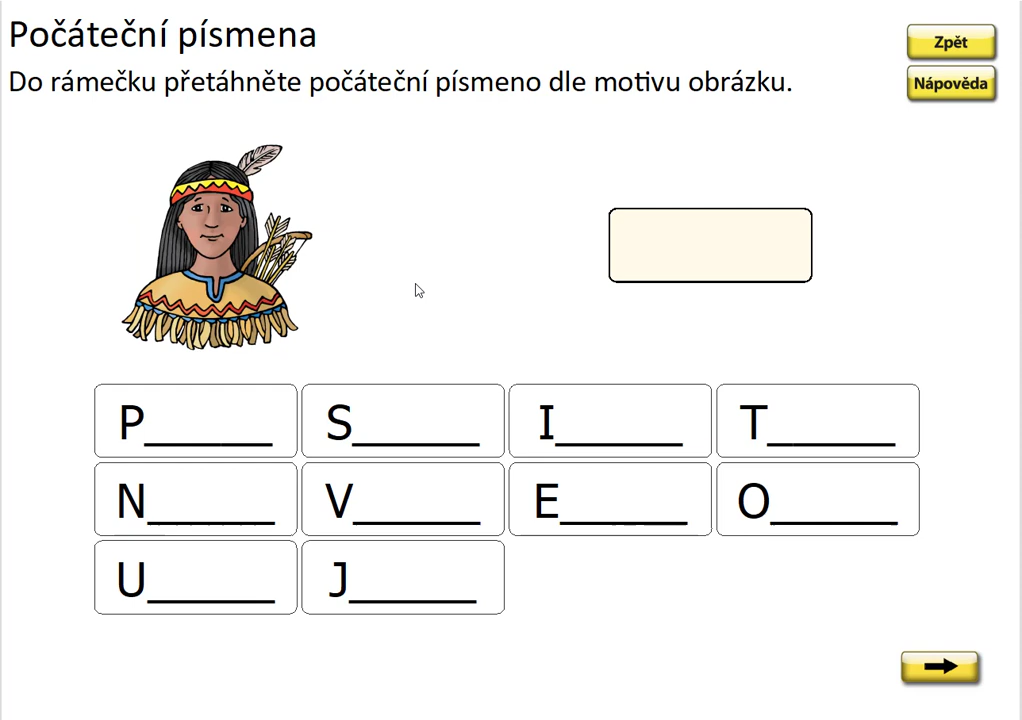 Počáteční písmena
Zpět
Do rámečku přetáhněte počáteční písmeno dle motivu obrázku.
Nápověda
P______ S______ I______ T______
N______ V______ E______ O______
U______ J______